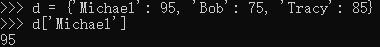 >>> d = {'Michael': 95, 'Bob': 75, 'Tracy': 85}
>>> d['Michael']
95